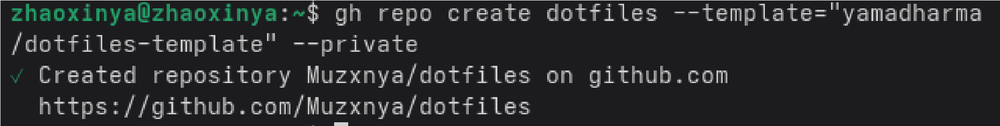 zhaoxinya@zhaoxinya:~$ gh repo create dotfiles --template="yamadharma
/dotfiles-template" --private
✓ Created repository Muzxnya/dotfiles on github.com
https://github.com/Muzxnya/dotfiles